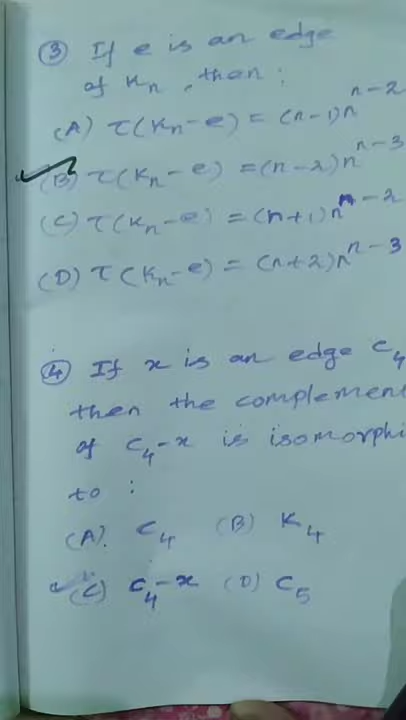 ③ If e is an edge
of Kn, then :
(A) τ(Kn-e) = (n-1)n^n-2
(B) τ(Kn-e) = (n-2)n^n-3
(C) τ(Kn-e) = (n+1)n^n-2
(D) τ(Kn-e) = (n+2)n^n-3
④ If x is an edge C4
then the complement
of C4-x is isomorphi
to :
(A) C4 (B) K4
(C) C4-x (D) C5